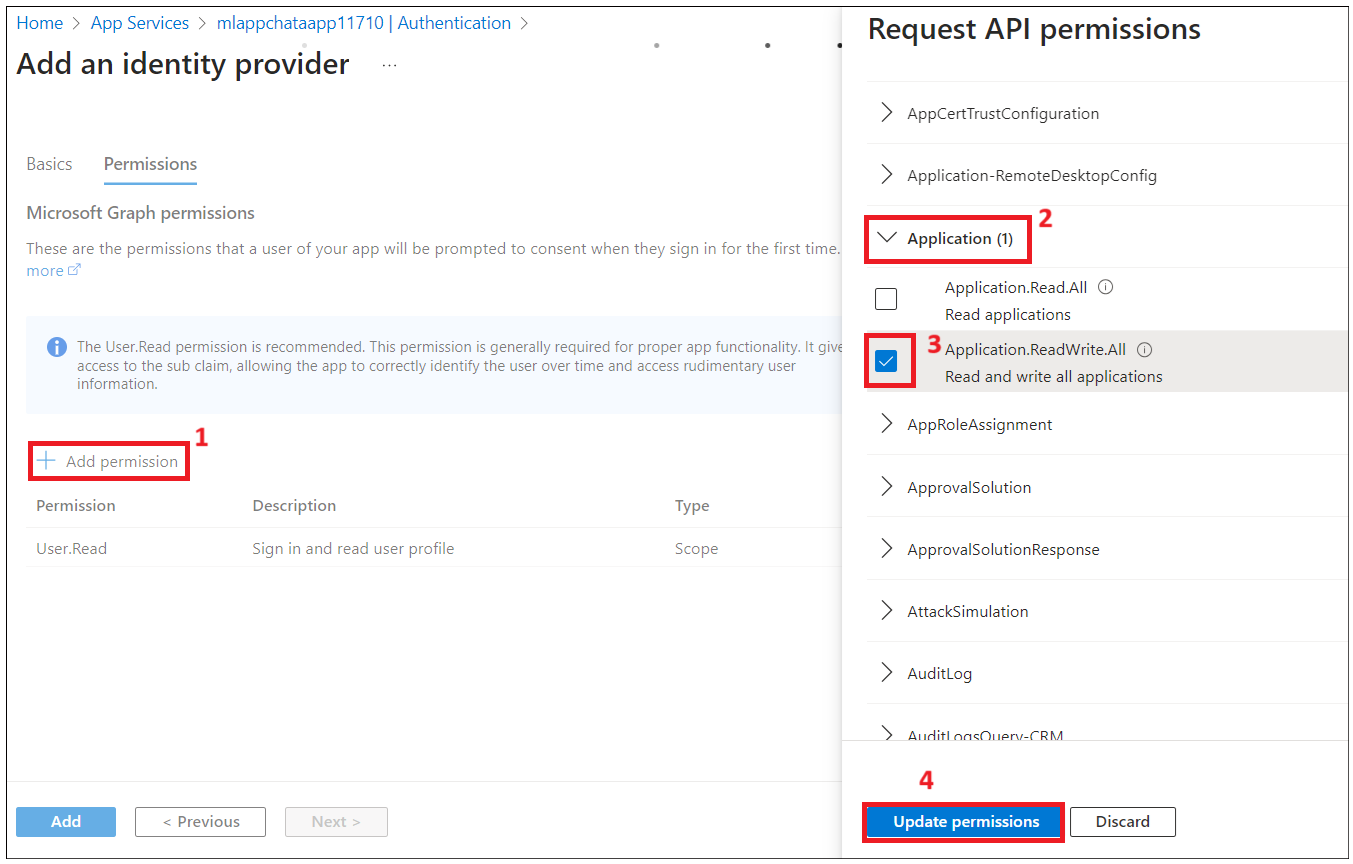 Home > App Services > mlappchataapp11710 | Authentication >
Add an identity provider ...
Basics Permissions
Microsoft Graph permissions
These are the permissions that a user of your app will be prompted to consent when they sign in for the first time.
more
The User.Read permission is recommended. This permission is generally required for proper app functionality. It give
access to the sub claim, allowing the app to correctly identify the user over time and access rudimentary user
information.
1
+ Add permission
Permission Description Type
User.Read Sign in and read user profile Scope
Add < Previous Next >
Request API permissions
AppCertTrustConfiguration
Application-RemoteDesktopConfig
2
Application (1)
Application.Read.All
Read applications
3
Application.ReadWrite.All
Read and write all applications
AppRoleAssignment
ApprovalSolution
ApprovalSolutionResponse
AttackSimulation
AuditLog
AuditLogsQuery-CRM
4
Update permissions Discard